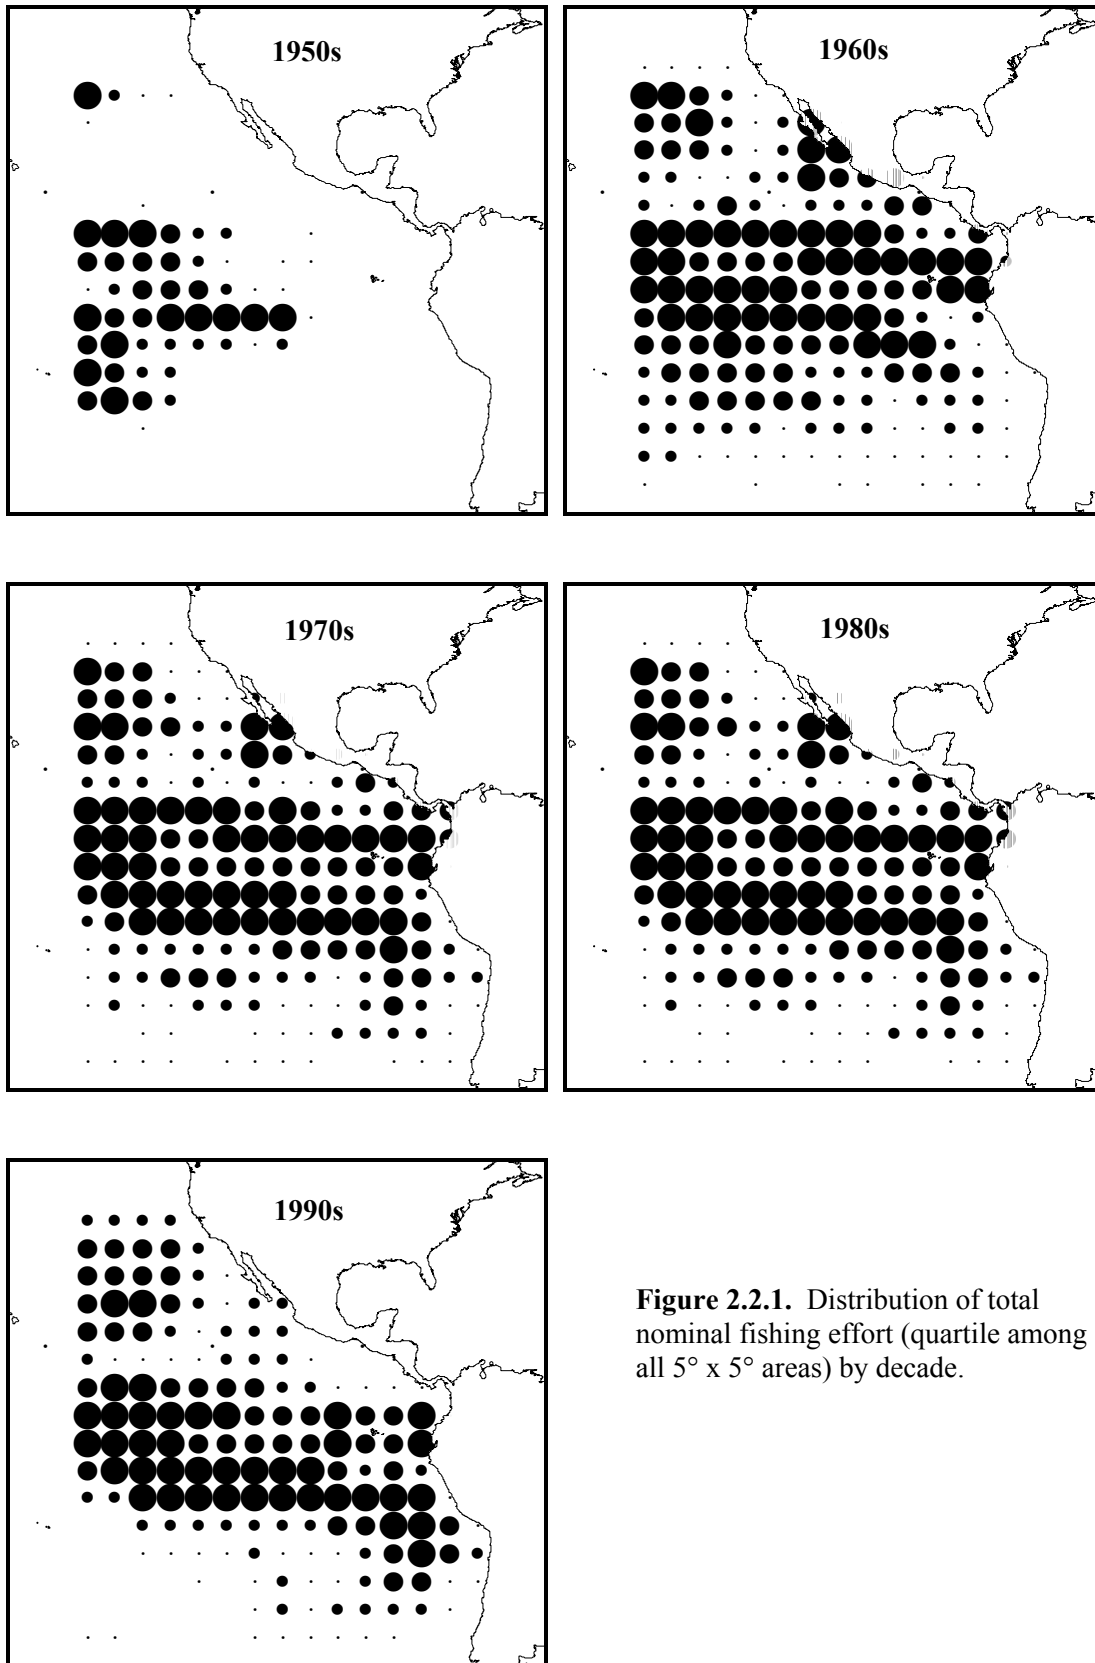 1950s
1960s
1970s
1980s
1990s
Figure 2.2.1. Distribution of total
nominal fishing effort (quartile among
all 5° x 5° areas) by decade.